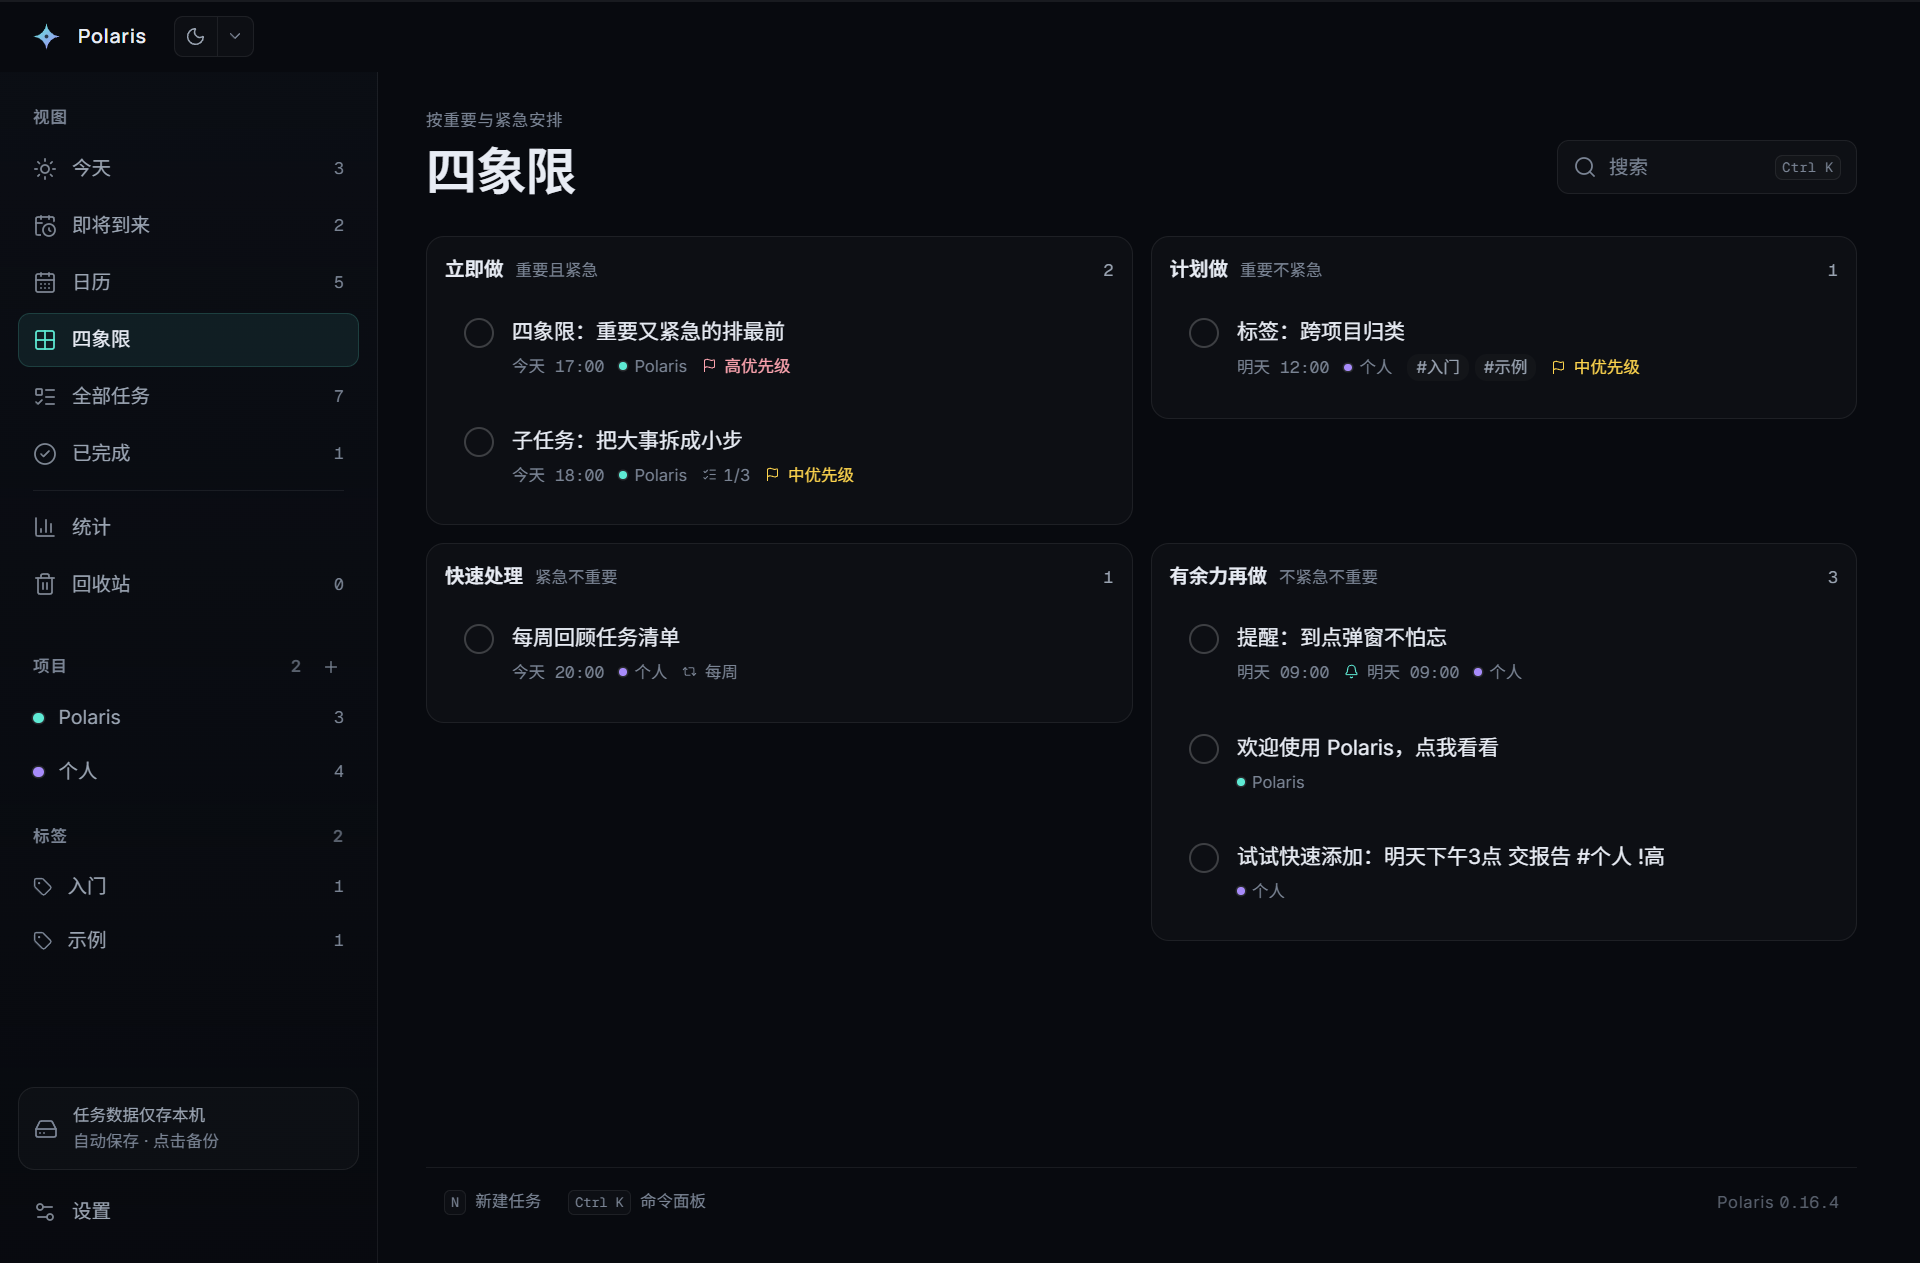 Polaris
视图
今天 3
即将到来 2
日历 5
四象限
全部任务 7
已完成 1
统计
回收站 0
项目 2 +
Polaris 3
个人 4
标签 2
入门 1
示例 1
任务数据仅存本机
自动保存 · 点击备份
设置
按重要与紧急安排
四象限
搜索 Ctrl K
立即做 重要且紧急 2
四象限：重要又紧急的排最前
今天 17:00 Polaris 高优先级
子任务：把大事拆成小步
今天 18:00 Polaris 1/3 中优先级
计划做 重要不紧急 1
标签：跨项目归类
明天 12:00 个人 #入门 #示例 中优先级
快速处理 紧急不重要 1
每周回顾任务清单
今天 20:00 个人 每周
有余力再做 不紧急不重要 3
提醒：到点弹窗不怕忘
明天 09:00 明天 09:00 个人
欢迎使用 Polaris，点我看看
Polaris
试试快速添加：明天下午3点 交报告 #个人 !高
个人
N 新建任务 Ctrl K 命令面板
Polaris 0.16.4